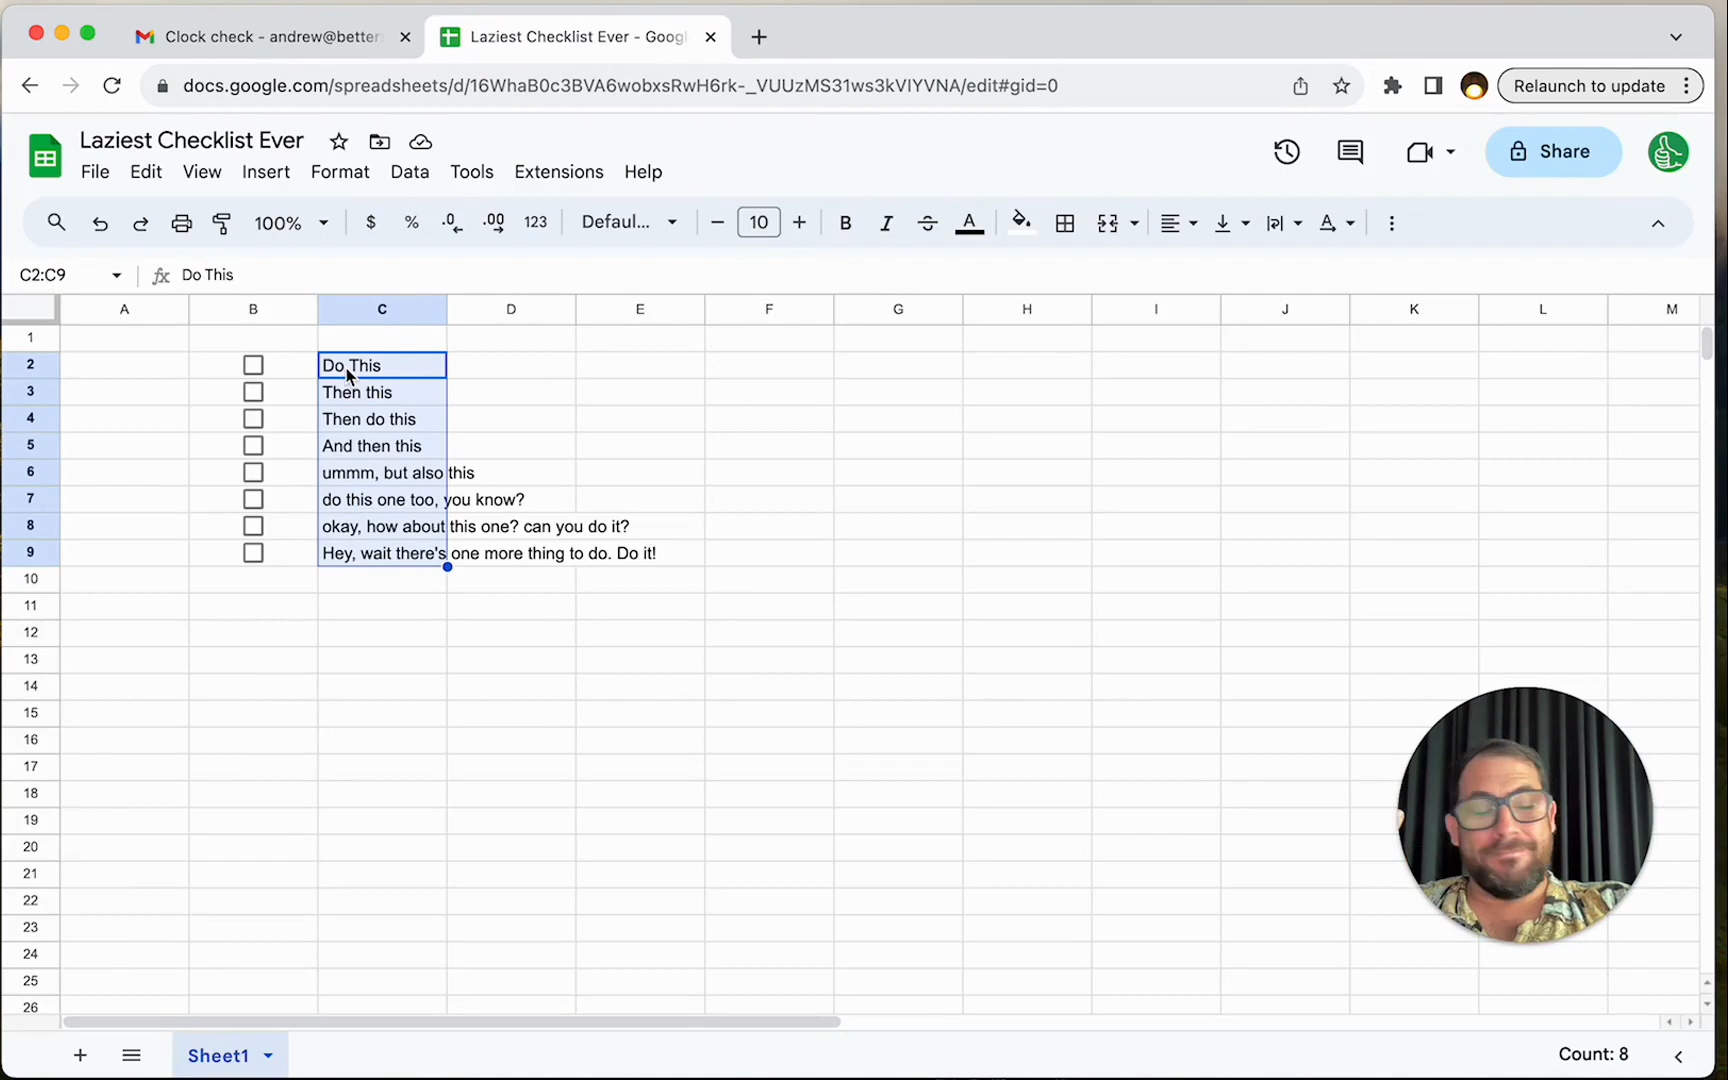 Clock check - andrew@better
Laziest Checklist Ever - Goog
docs.google.com/spreadsheets/d/16WhaB0c3BVA6wobxsRwH6rk-_VUUzMS31ws3kVIYVNA/edit#gid=0
Relaunch to update
Laziest Checklist Ever
File Edit View Insert Format Data Tools Extensions Help
Share
100% $ % .0 .00 123 Defaul... 10 B I S A
C2:C9 fx Do This
A B C D E F G H I J K L M
1
2 Do This
3 Then this
4 Then do this
5 And then this
6 ummm, but also this
7 do this one too, you know?
8 okay, how about this one? can you do it?
9 Hey, wait there's one more thing to do. Do it!
10
11
12
13
14
15
16
17
18
19
20
21
22
23
24
25
26
Sheet1
Count: 8